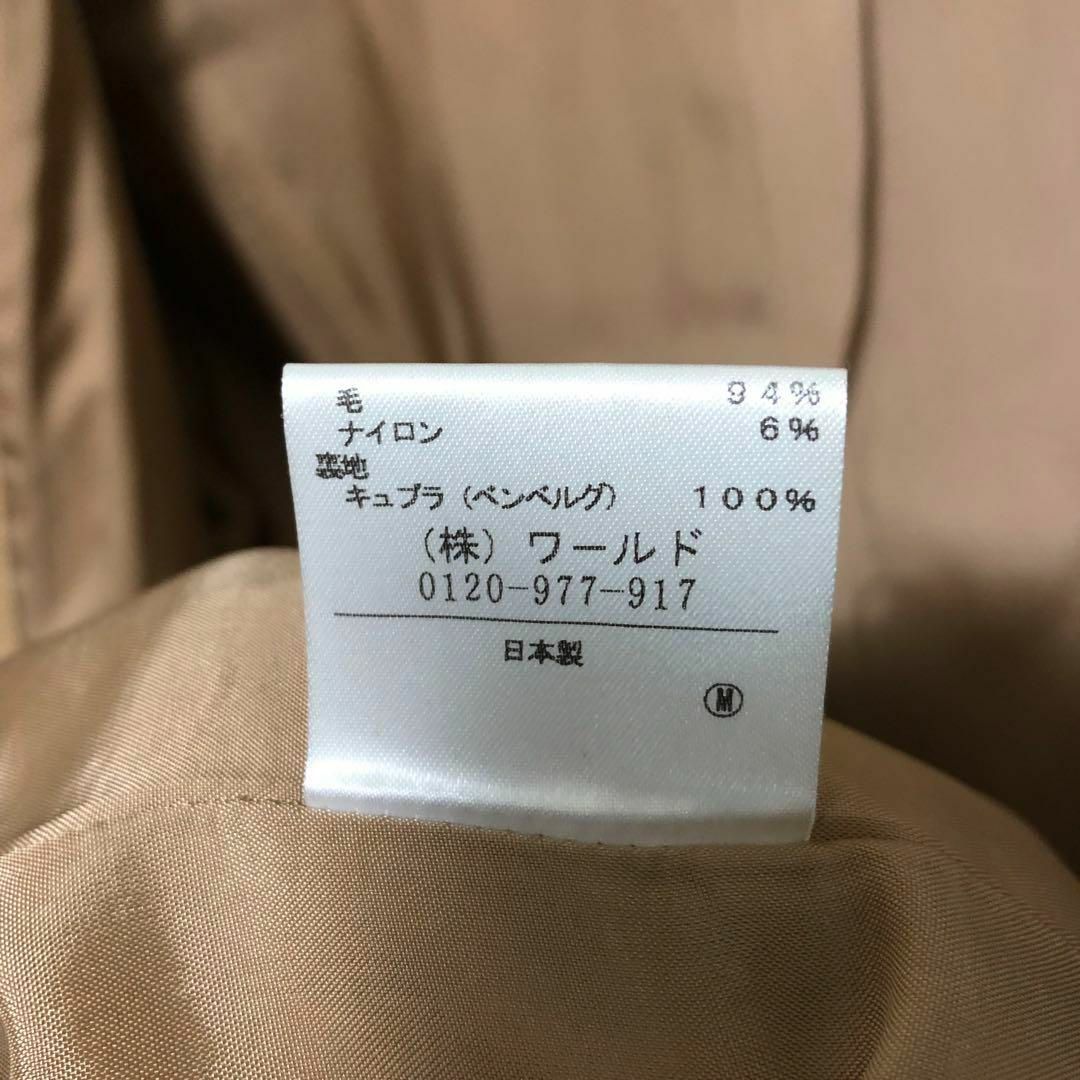 毛 94%
ナイロン 6%
裏地
キュプラ（ベンベルグ） 100%
（株）ワールド
0120-977-917
日本製
Ⓜ